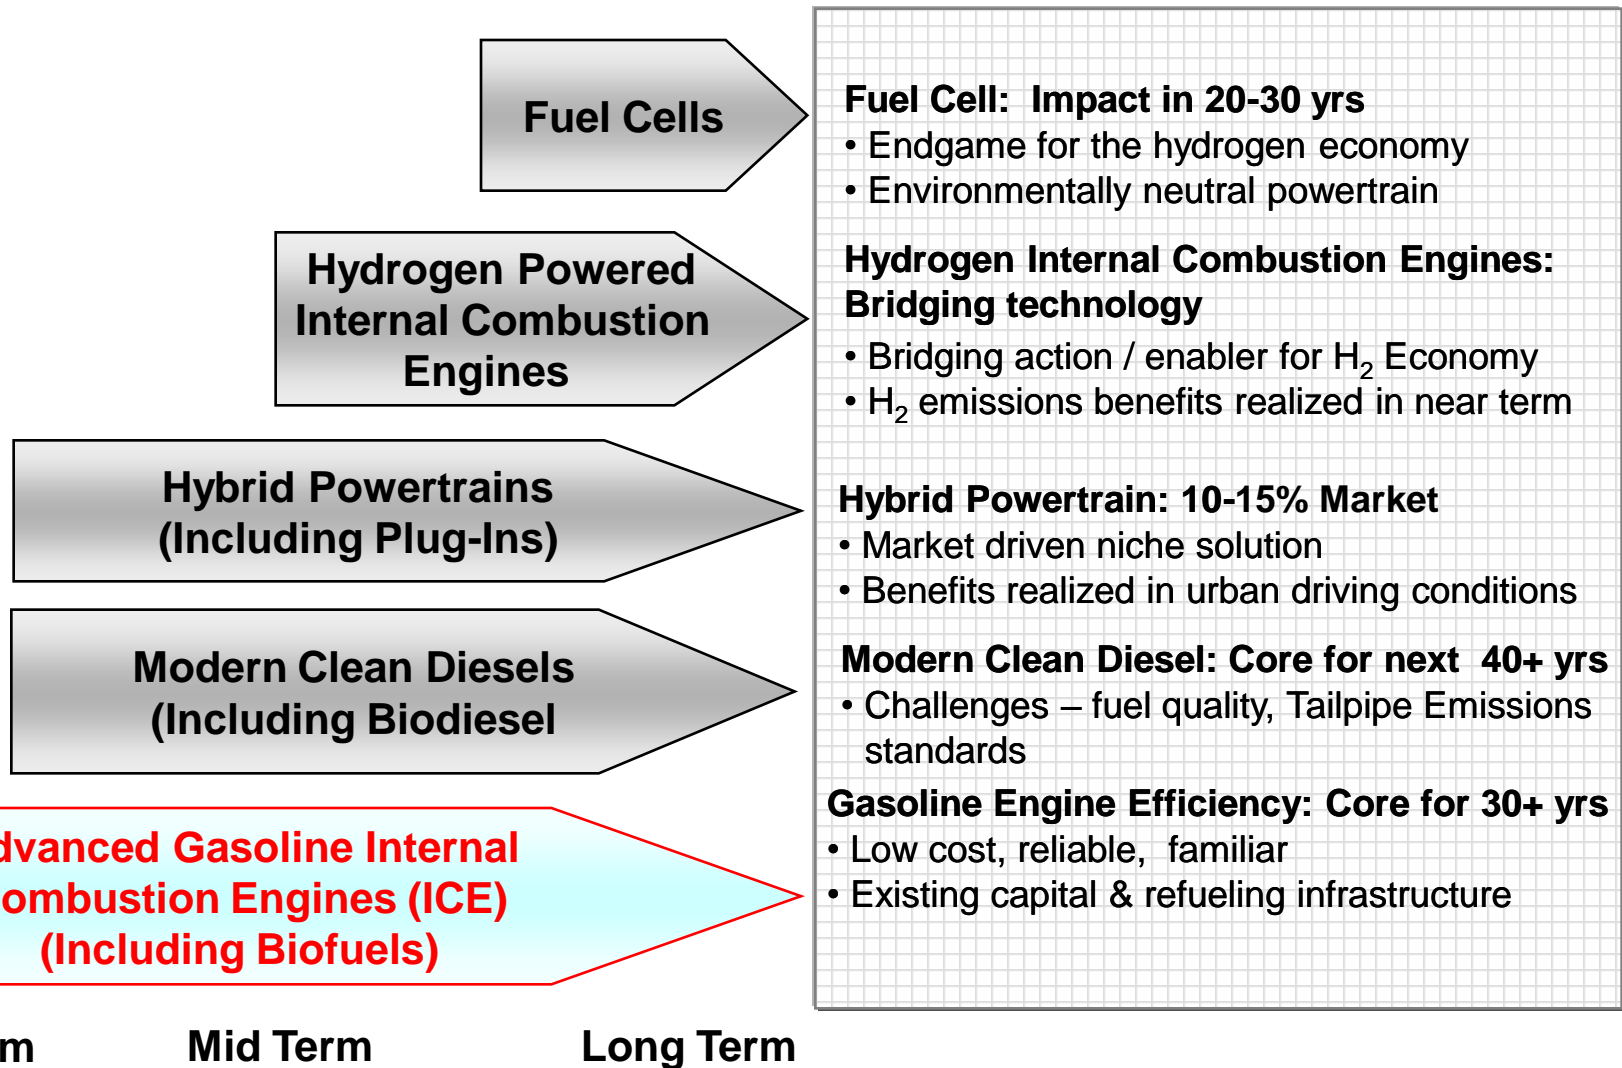 Fuel Cells
Hydrogen Powered
Internal Combustion
Engines
Hybrid Powertrains
(Including Plug-Ins)
Modern Clean Diesels
(Including Biodiesel
dvanced Gasoline Internal
ombustion Engines (ICE)
(Including Biofuels)
m Mid Term Long Term
Fuel Cell: Impact in 20-30 yrs
• Endgame for the hydrogen economy
• Environmentally neutral powertrain
Hydrogen Internal Combustion Engines:
Bridging technology
• Bridging action / enabler for H₂ Economy
• H₂ emissions benefits realized in near term
Hybrid Powertrain: 10-15% Market
• Market driven niche solution
• Benefits realized in urban driving conditions
Modern Clean Diesel: Core for next 40+ yrs
• Challenges – fuel quality, Tailpipe Emissions
standards
Gasoline Engine Efficiency: Core for 30+ yrs
• Low cost, reliable, familiar
• Existing capital & refueling infrastructure